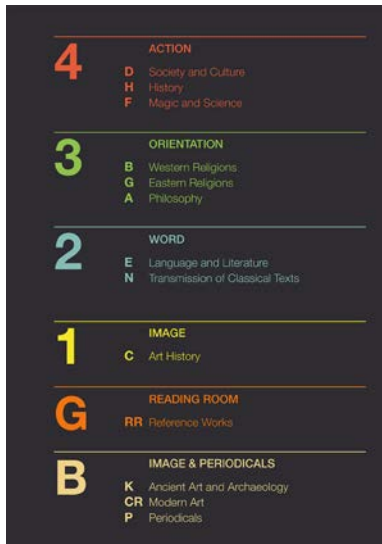 4 ACTION
D Society and Culture
H History
F Magic and Science
3 ORIENTATION
B Western Religions
G Eastern Religions
A Philosophy
2 WORD
E Language and Literature
N Transmission of Classical Texts
1 IMAGE
C Art History
G READING ROOM
RR Reference Works
B IMAGE & PERIODICALS
K Ancient Art and Archaeology
CR Modern Art
P Periodicals